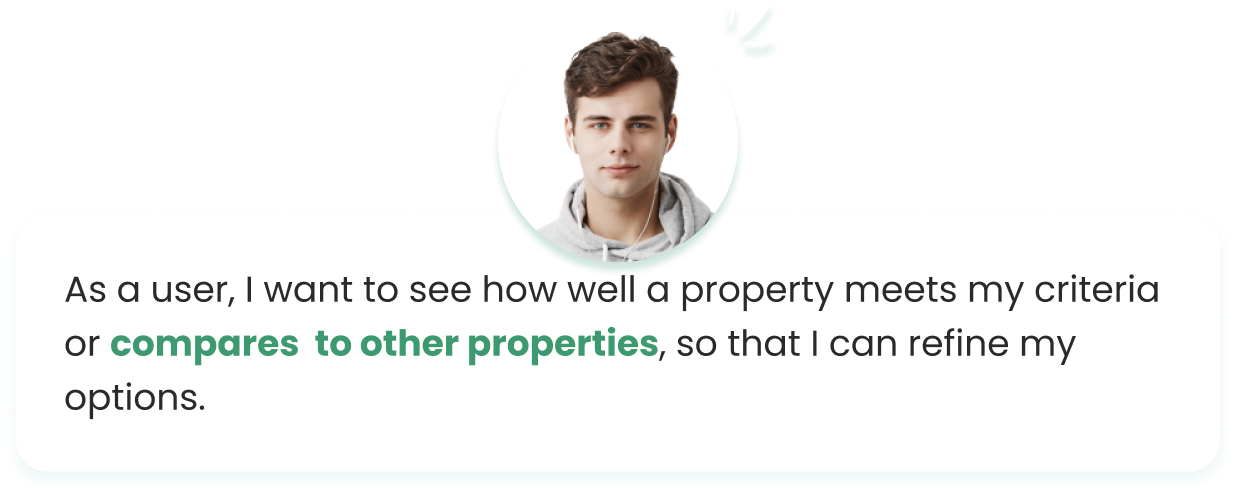 As a user, I want to see how well a property meets my criteria
or compares  to other properties, so that I can refine my
options.